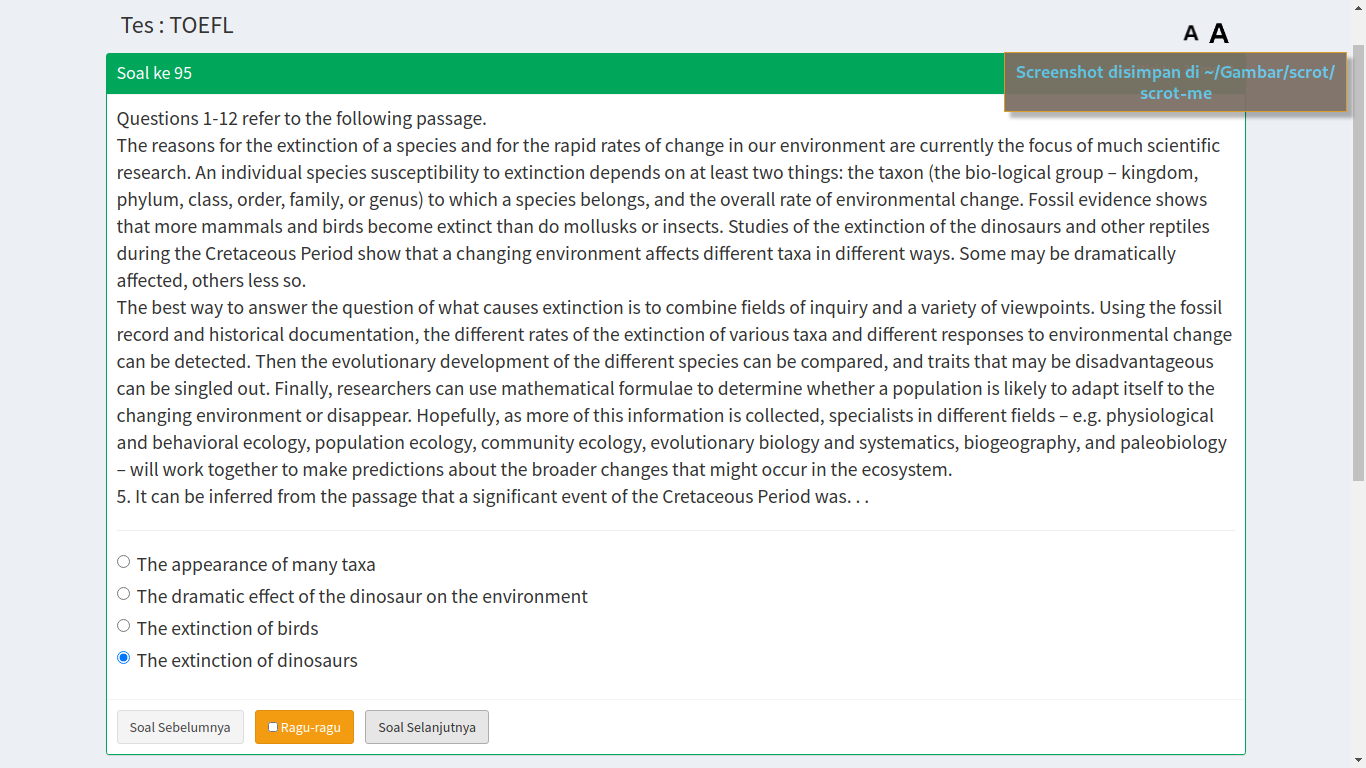 Tes : TOEFL
A A
Soal ke 95
Screenshot disimpan di ~/Gambar/scrot/
scrot-me
Questions 1-12 refer to the following passage.
The reasons for the extinction of a species and for the rapid rates of change in our environment are currently the focus of much scientific
research. An individual species susceptibility to extinction depends on at least two things: the taxon (the bio-logical group – kingdom,
phylum, class, order, family, or genus) to which a species belongs, and the overall rate of environmental change. Fossil evidence shows
that more mammals and birds become extinct than do mollusks or insects. Studies of the extinction of the dinosaurs and other reptiles
during the Cretaceous Period show that a changing environment affects different taxa in different ways. Some may be dramatically
affected, others less so.
The best way to answer the question of what causes extinction is to combine fields of inquiry and a variety of viewpoints. Using the fossil
record and historical documentation, the different rates of the extinction of various taxa and different responses to environmental change
can be detected. Then the evolutionary development of the different species can be compared, and traits that may be disadvantageous
can be singled out. Finally, researchers can use mathematical formulae to determine whether a population is likely to adapt itself to the
changing environment or disappear. Hopefully, as more of this information is collected, specialists in different fields – e.g. physiological
and behavioral ecology, population ecology, community ecology, evolutionary biology and systematics, biogeography, and paleobiology
– will work together to make predictions about the broader changes that might occur in the ecosystem.
5. It can be inferred from the passage that a significant event of the Cretaceous Period was. . .
The appearance of many taxa
The dramatic effect of the dinosaur on the environment
The extinction of birds
The extinction of dinosaurs
Soal Sebelumnya
Ragu-ragu
Soal Selanjutnya